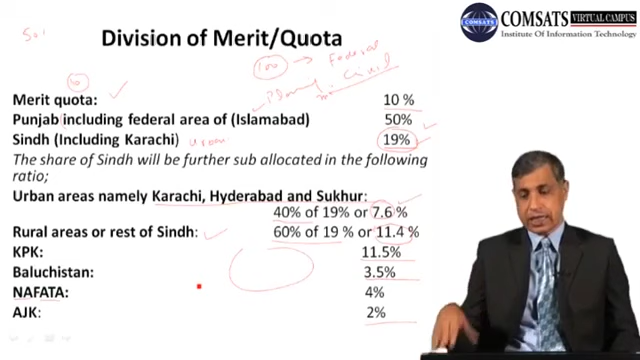 COMSATS VIRTUAL CAMPUS
Institute Of Information Technology
Division of Merit/Quota
100 → Federal
Civil
Merit quota: 10 %
Punjab including federal area of (Islamabad) 50%
Sindh (Including Karachi) 19%
The share of Sindh will be further sub allocated in the following
ratio;
Urban areas namely Karachi, Hyderabad and Sukhur:
40% of 19% or 7.6 %
Rural areas or rest of Sindh: 60% of 19 % or 11.4 %
KPK: 11.5%
Baluchistan: 3.5%
NAFATA: 4%
AJK: 2%